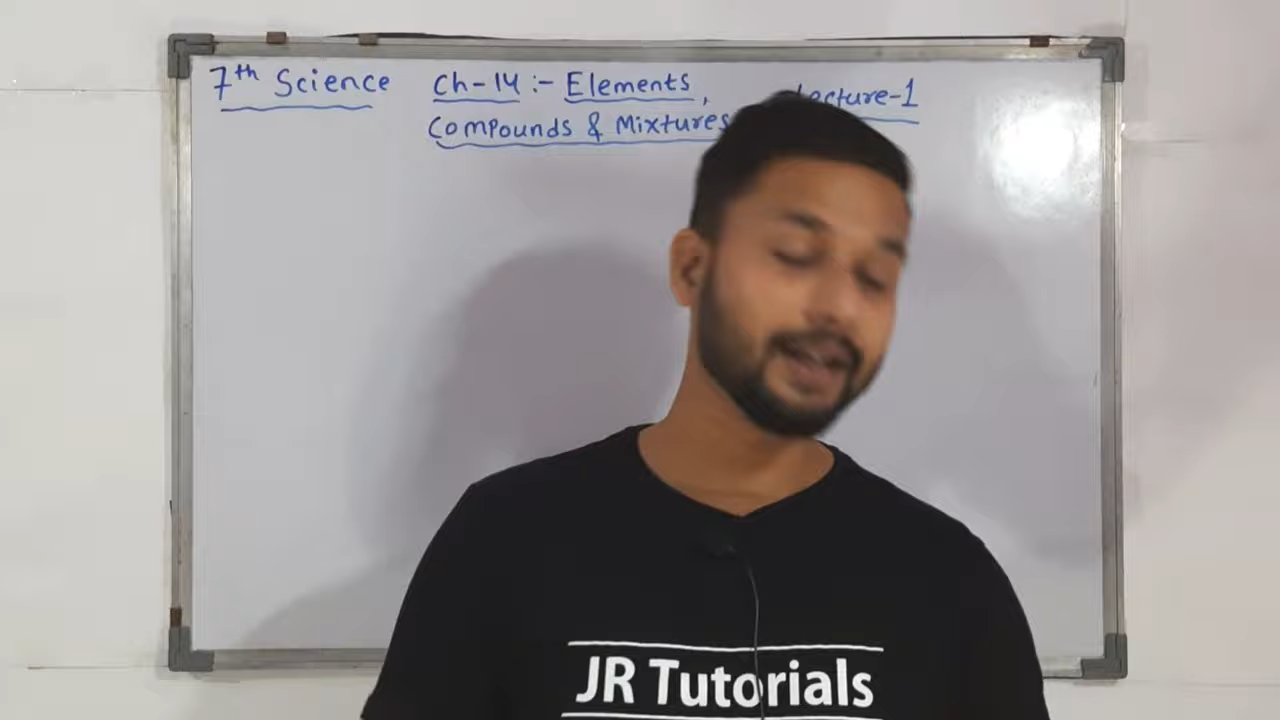 7th Science Ch-14:- Elements, Lecture-1
Compounds & Mixtures
JR Tutorials